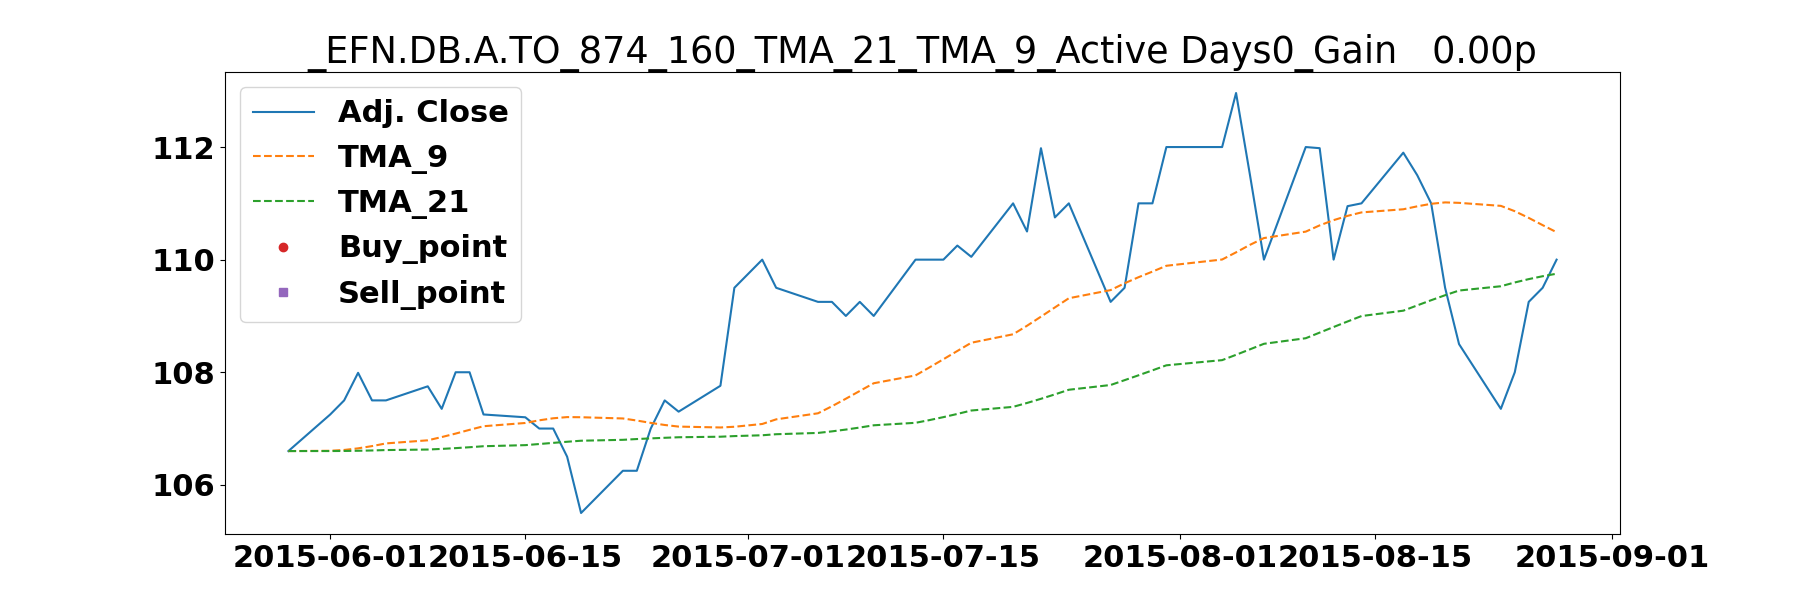 _EFN.DB.A.TO_874_160_TMA_21_TMA_9_Active Days0_Gain   0.00p
Adj. Close
TMA_9
TMA_21
Buy_point
Sell_point
112
110
108
106
2015-06-01 2015-06-15 2015-07-01 2015-07-15 2015-08-01 2015-08-15 2015-09-01